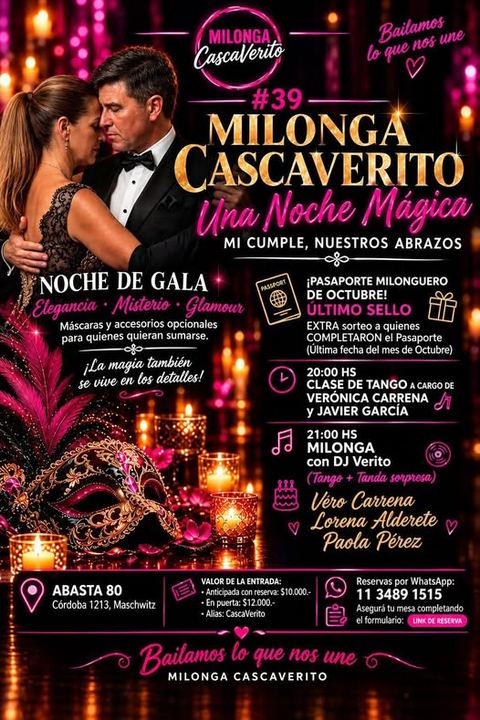 MILONGA
CascaVerito
Bailamos
lo que nos une
#39
MILONGA
CASCAVERITO
Una Noche Mágica
MI CUMPLE, NUESTROS ABRAZOS
NOCHE DE GALA
Elegancia • Misterio • Glamour
Máscaras y accesorios opcionales
para quienes quieran sumarse.
¡La magia también
se vive en los detalles!
PASSPORT
¡PASAPORTE MILONGUERO
DE OCTUBRE!
ÚLTIMO SELLO
EXTRA sorteo a quienes
COMPLETARON el Pasaporte
(Última fecha del mes de Octubre)
20:00 HS
CLASE DE TANGO A CARGO DE
VERÓNICA CARRENA
y JAVIER GARCÍA
21:00 HS
MILONGA
con DJ Verito
(Tango + Tanda sorpresa)
Véro Carrena
Lorena Alderete
Paola Pérez
ABASTA 80
Córdoba 1213, Maschwitz
VALOR DE LA ENTRADA:
• Anticipada con reserva: $10.000.-
• En puerta: $12.000.-
• Alias: CascaVerito
Reservas por WhatsApp:
11 3489 1515
Asegurá tu mesa completando
el formulario: LINK DE RESERVA
Bailamos lo que nos une
MILONGA CASCAVERITO